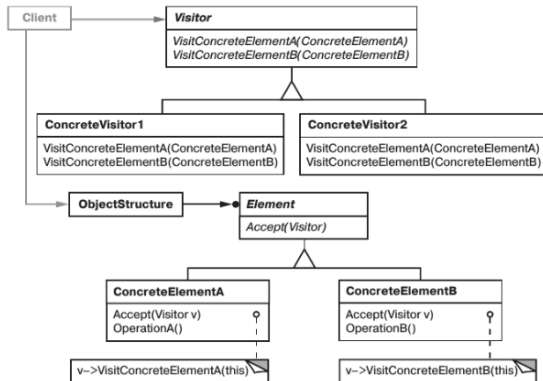 Client
Visitor
VisitConcreteElementA(ConcreteElementA)
VisitConcreteElementB(ConcreteElementB)
ConcreteVisitor1
VisitConcreteElementA(ConcreteElementA)
VisitConcreteElementB(ConcreteElementB)
ConcreteVisitor2
VisitConcreteElementA(ConcreteElementA)
VisitConcreteElementB(ConcreteElementB)
ObjectStructure
Element
Accept(Visitor)
ConcreteElementA
Accept(Visitor v)
OperationA()
ConcreteElementB
Accept(Visitor v)
OperationB()
v->VisitConcreteElementA(this)
v->VisitConcreteElementB(this)